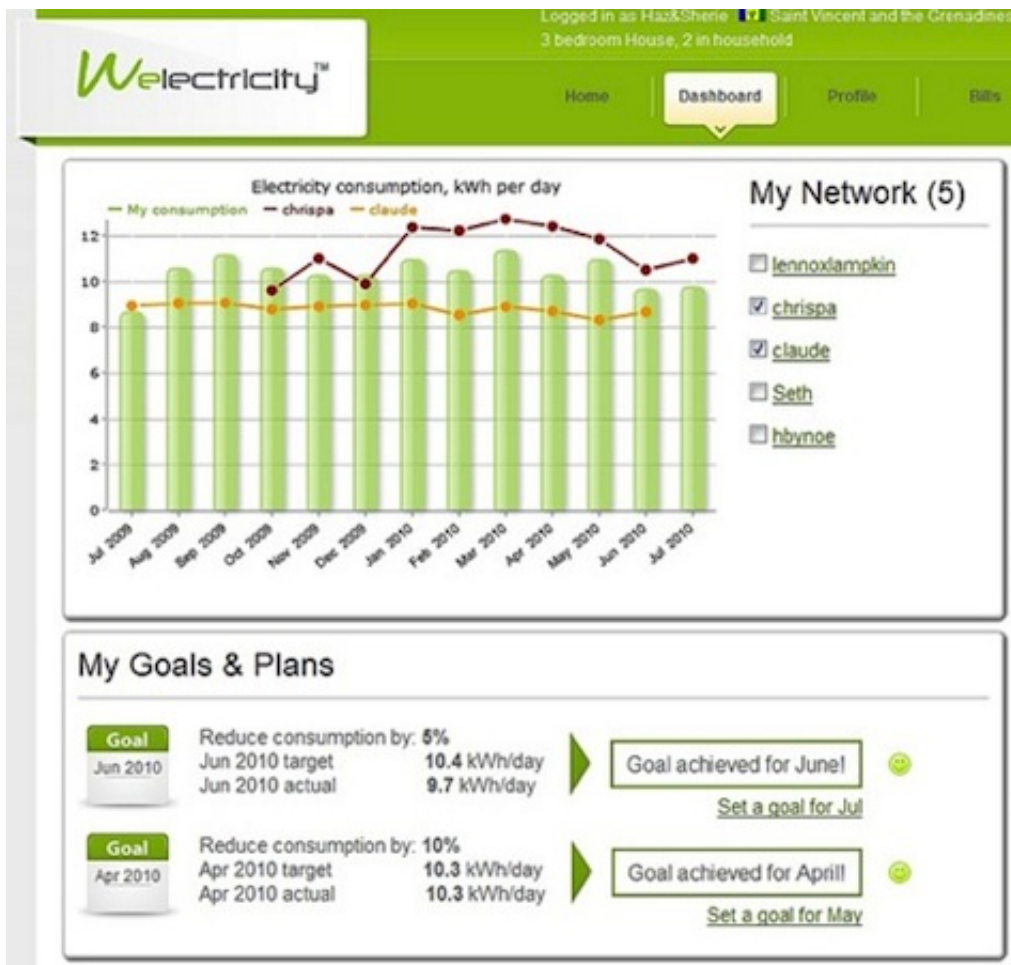 Logged in as Haz&Sherie Saint Vincent and the Grenadines
3 bedroom House, 2 in household
Welectricity™
Home Dashboard Profile Bills
Electricity consumption, kWh per day
My consumption chrispa claude
12
10
8
6
4
2
0
Jul 2009 Aug 2009 Sep 2009 Oct 2009 Nov 2009 Dec 2009 Jan 2010 Feb 2010 Mar 2010 Apr 2010 May 2010 Jun 2010 Jul 2010
My Network (5)
lennoxlampkin
chrispa
claude
Seth
hbynoe
My Goals & Plans
Goal
Jun 2010
Reduce consumption by: 5%
Jun 2010 target 10.4 kWh/day
Jun 2010 actual 9.7 kWh/day
Goal achieved for June!
Set a goal for Jul
Goal
Apr 2010
Reduce consumption by: 10%
Apr 2010 target 10.3 kWh/day
Apr 2010 actual 10.3 kWh/day
Goal achieved for April!
Set a goal for May